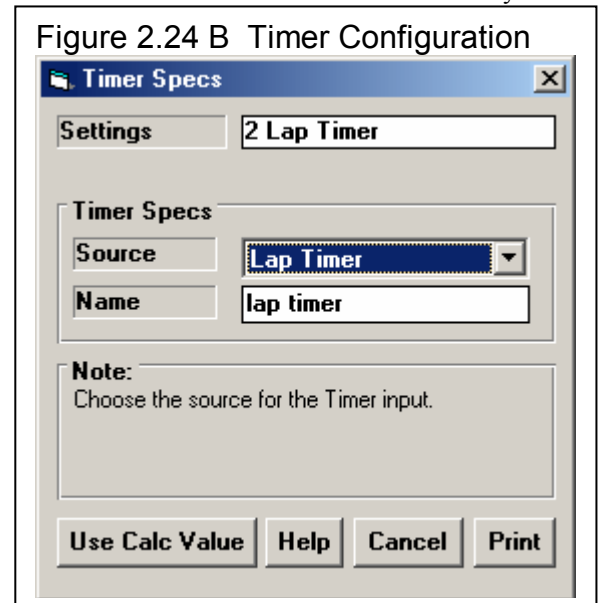 Figure 2.24 B Timer Configuration
Timer Specs
Settings 2 Lap Timer
Timer Specs
Source Lap Timer
Name lap timer
Note:
Choose the source for the Timer input.
Use Calc Value Help Cancel Print